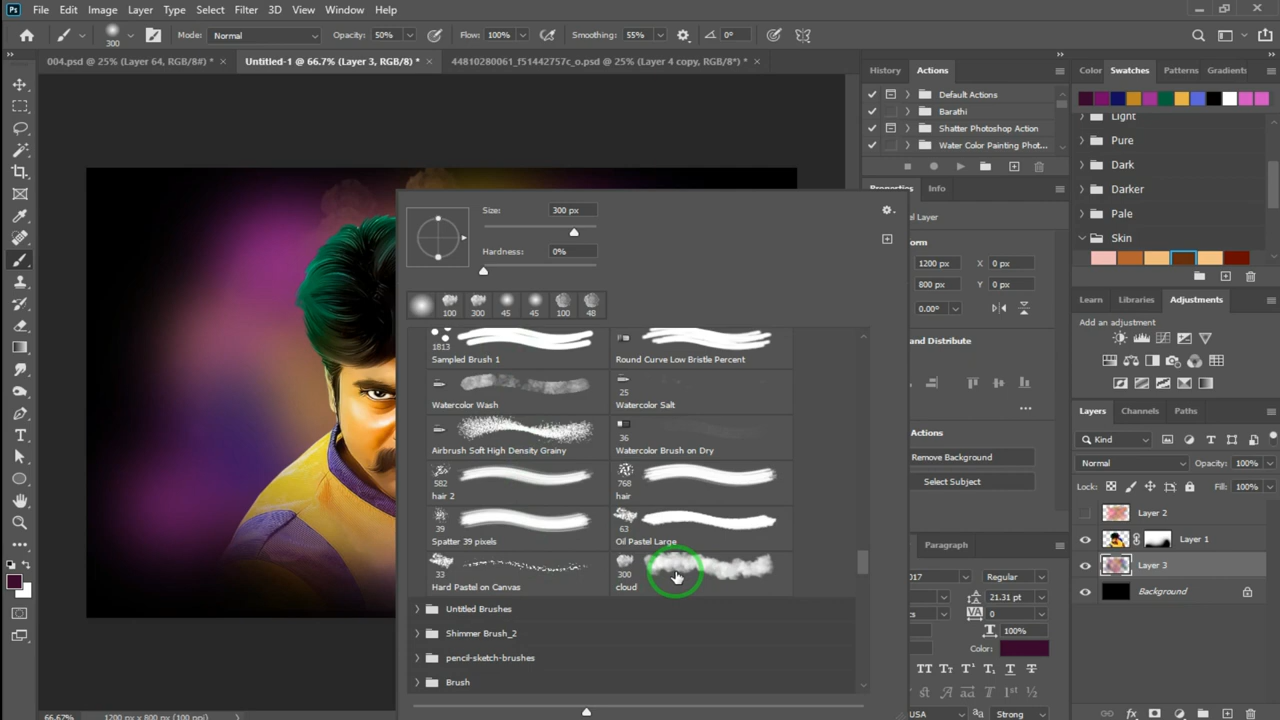 Ps File Edit Image Layer Type Select Filter 3D View Window Help
300 Mode: Normal Opacity: 50% Flow: 100% Smoothing: 55% 0°
004.psd @ 25% (Layer 64, RGB/8#) * × Untitled-1 @ 66.7% (Layer 3, RGB/8) * × 44810280061_f51442757c_o.psd @ 25% (Layer 4 copy, RGB/8*) * ×
History Actions
Default Actions
Barathi
Shatter Photoshop Action
Water Color Painting Phot...
Color Swatches Patterns Gradients
Light
Pure
Dark
Darker
Pale
Skin
Size: 300 px
Hardness: 0%
100 300 45 45 100 48
1813
Sampled Brush 1 Round Curve Low Bristle Percent
25
Watercolor Wash Watercolor Salt
36
Airbrush Soft High Density Grainy Watercolor Brush on Dry
582 768
hair 2 hair
39 63
Spatter 39 pixels Oil Pastel Large
33 300
Hard Pastel on Canvas cloud
Untitled Brushes
Shimmer Brush_2
pencil-sketch-brushes
Brush
Properties Info
el Layer
orm
1200 px X 0 px
800 px Y 0 px
0.00°
and Distribute
Actions
Remove Background
Select Subject
Paragraph
017 Regular
21.31 pt
0
100%
Color:
1st ½
USA Strong
Learn Libraries Adjustments
Add an adjustment
Layers Channels Paths
Kind
Normal Opacity: 100%
Lock: Fill: 100%
Layer 2
Layer 1
Layer 3
Background
66.67% 1200 px x 800 px (100 ppi)